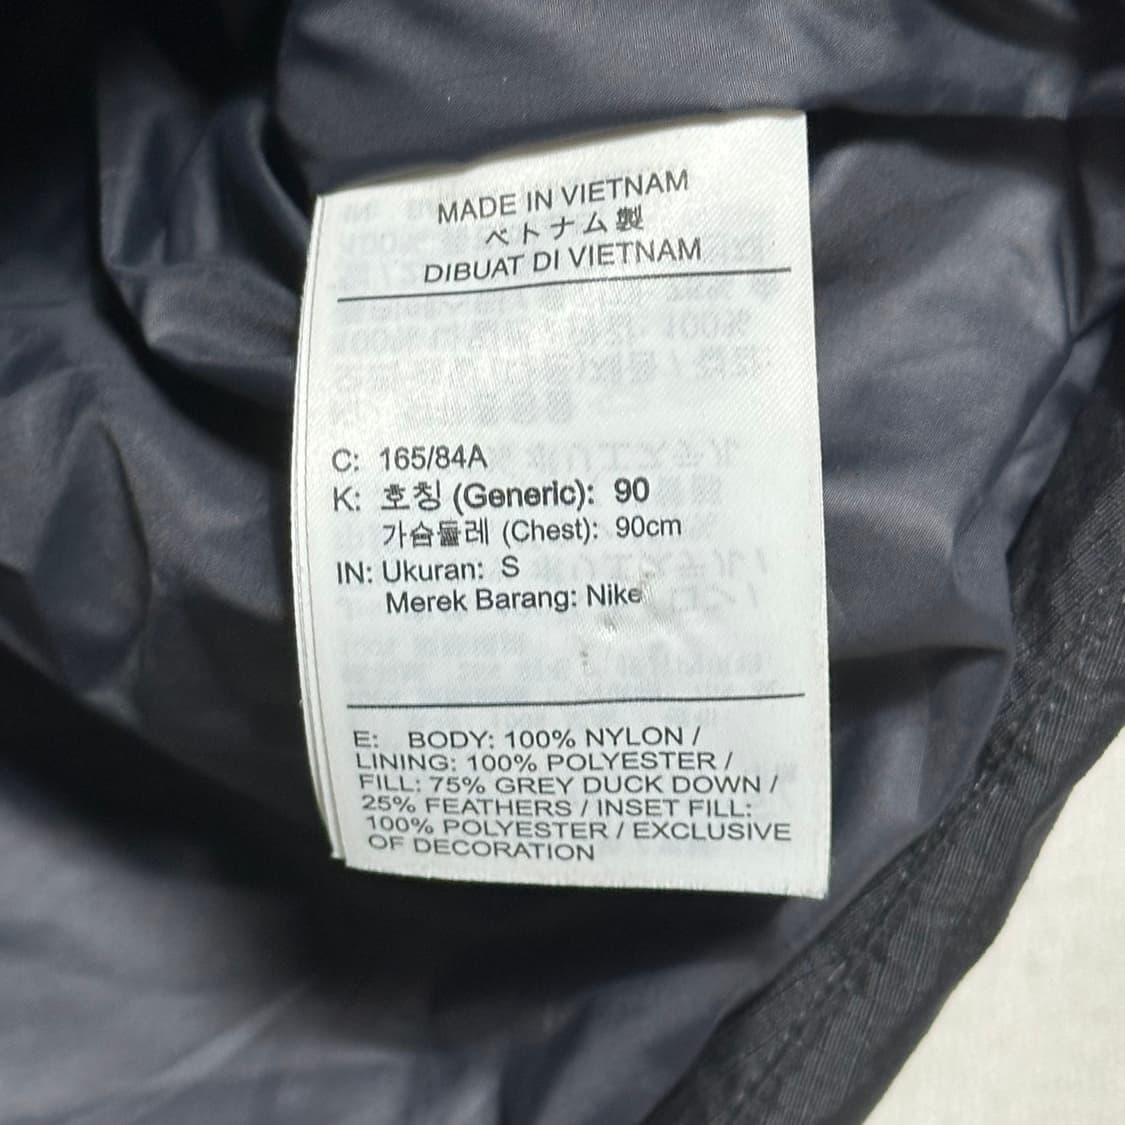 MADE IN VIETNAM
ベトナム製
DIBUAT DI VIETNAM
C: 165/84A
K: 호칭 (Generic): 90
가슴둘레 (Chest): 90cm
IN: Ukuran: S
Merek Barang: Nike
E: BODY: 100% NYLON /
LINING: 100% POLYESTER /
FILL: 75% GREY DUCK DOWN /
25% FEATHERS / INSET FILL:
100% POLYESTER / EXCLUSIVE
OF DECORATION